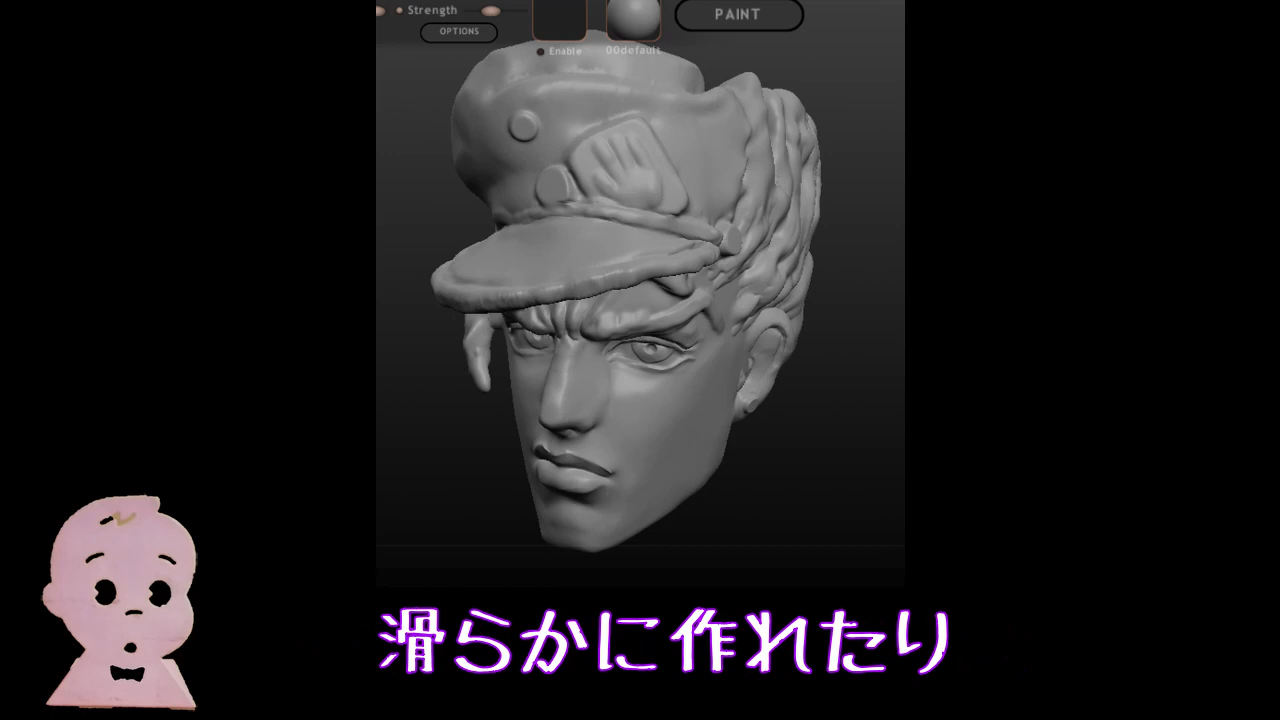 Strength
OPTIONS
Enable
00default
PAINT
滑らかに作れたり